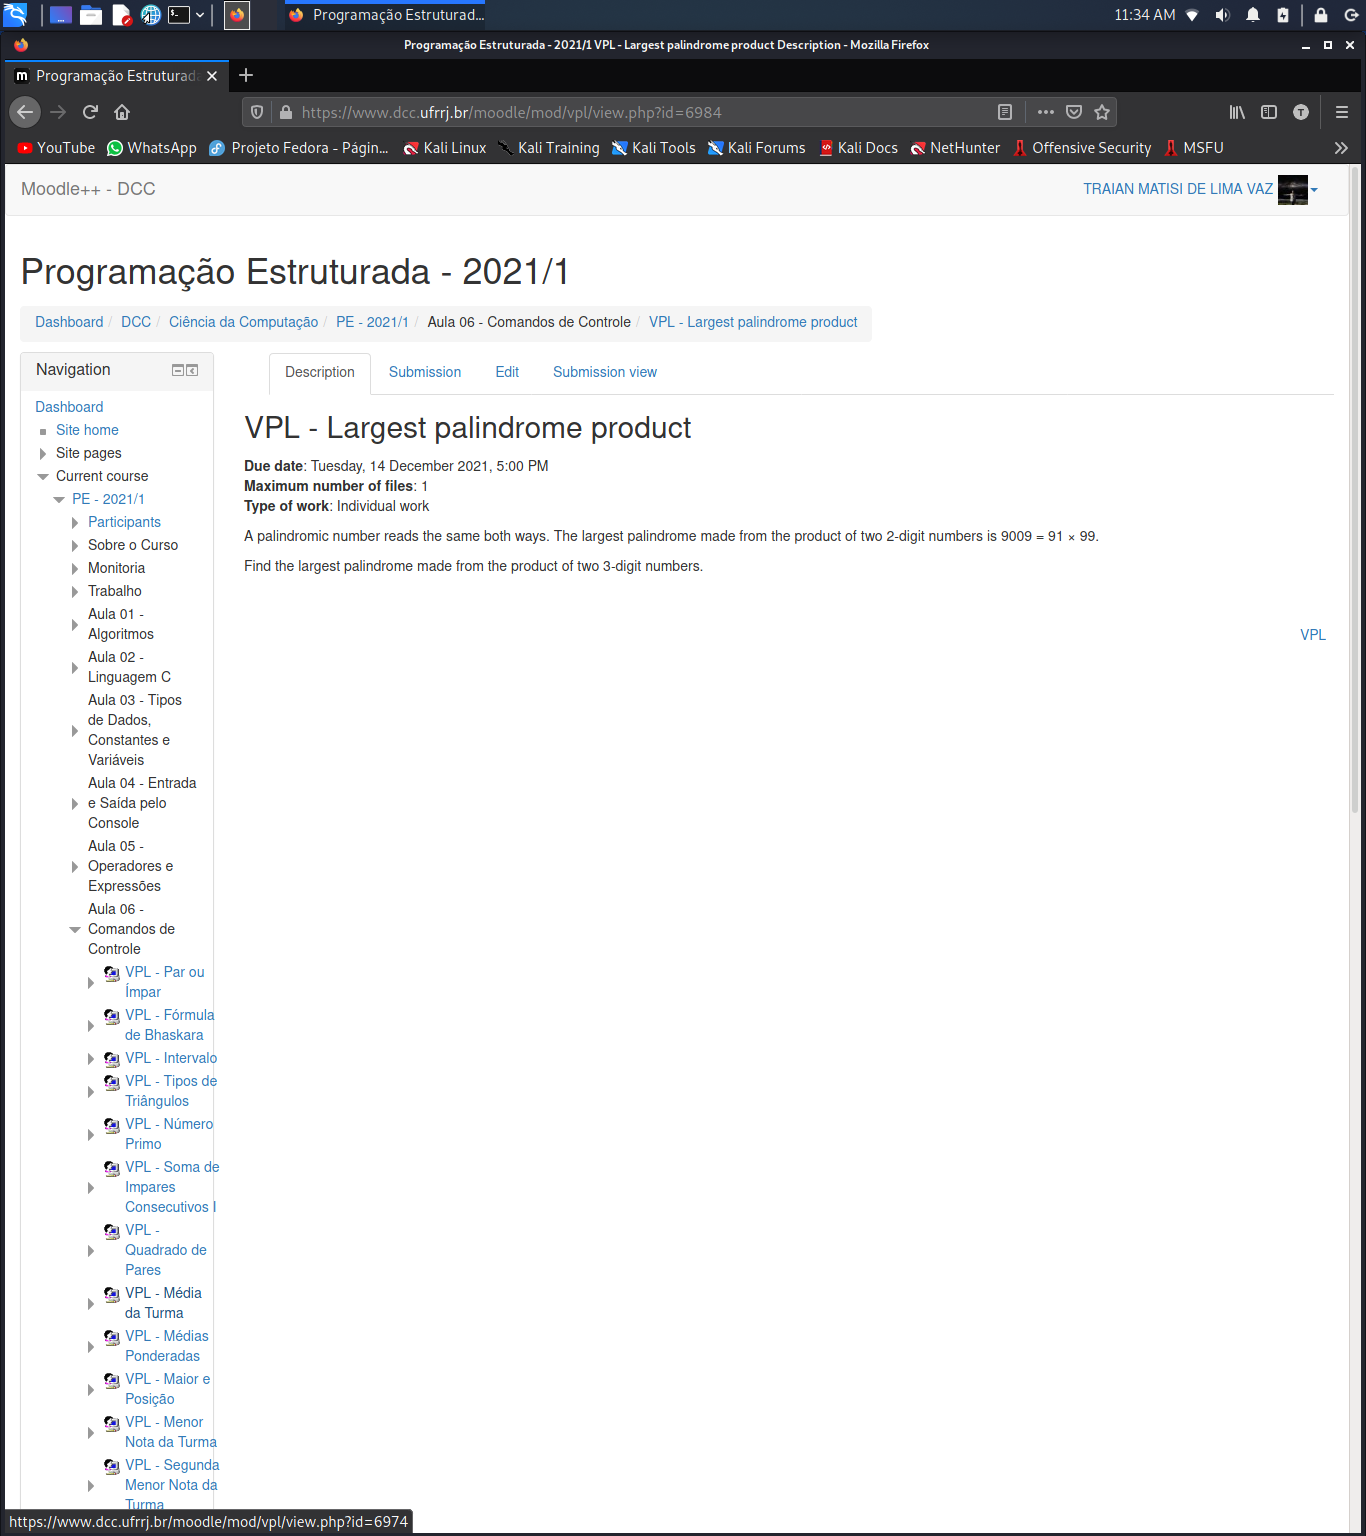 Programação Estruturad...
11:34 AM
Programação Estruturada - 2021/1 VPL - Largest palindrome product Description - Mozilla Firefox
Programação Estruturada
https://www.dcc.ufrrj.br/moodle/mod/vpl/view.php?id=6984
YouTube WhatsApp Projeto Fedora - Págin... Kali Linux Kali Training Kali Tools Kali Forums Kali Docs NetHunter Offensive Security MSFU
Moodle++ - DCC
TRAIAN MATISI DE LIMA VAZ
Programação Estruturada - 2021/1
Dashboard / DCC / Ciência da Computação / PE - 2021/1 / Aula 06 - Comandos de Controle / VPL - Largest palindrome product
Navigation
Dashboard
Site home
Site pages
Current course
PE - 2021/1
Participants
Sobre o Curso
Monitoria
Trabalho
Aula 01 -
Algoritmos
Aula 02 -
Linguagem C
Aula 03 - Tipos
de Dados,
Constantes e
Variáveis
Aula 04 - Entrada
e Saída pelo
Console
Aula 05 -
Operadores e
Expressões
Aula 06 -
Comandos de
Controle
VPL - Par ou
Ímpar
VPL - Fórmula
de Bhaskara
VPL - Intervalo
VPL - Tipos de
Triângulos
VPL - Número
Primo
VPL - Soma de
Impares
Consecutivos I
VPL -
Quadrado de
Pares
VPL - Média
da Turma
VPL - Médias
Ponderadas
VPL - Maior e
Posição
VPL - Menor
Nota da Turma
VPL - Segunda
Menor Nota da
Turma
Description Submission Edit Submission view
VPL - Largest palindrome product
Due date: Tuesday, 14 December 2021, 5:00 PM
Maximum number of files: 1
Type of work: Individual work
A palindromic number reads the same both ways. The largest palindrome made from the product of two 2-digit numbers is 9009 = 91 × 99.
Find the largest palindrome made from the product of two 3-digit numbers.
VPL
https://www.dcc.ufrrj.br/moodle/mod/vpl/view.php?id=6974